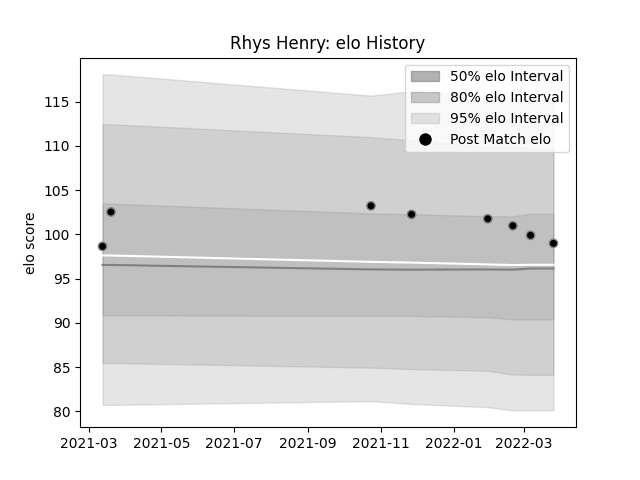 Rhys Henry: elo History
50% elo Interval
80% elo Interval
95% elo Interval
Post Match elo
elo score
115
110
105
100
95
90
85
80
2021-03 2021-05 2021-07 2021-09 2021-11 2022-01 2022-03